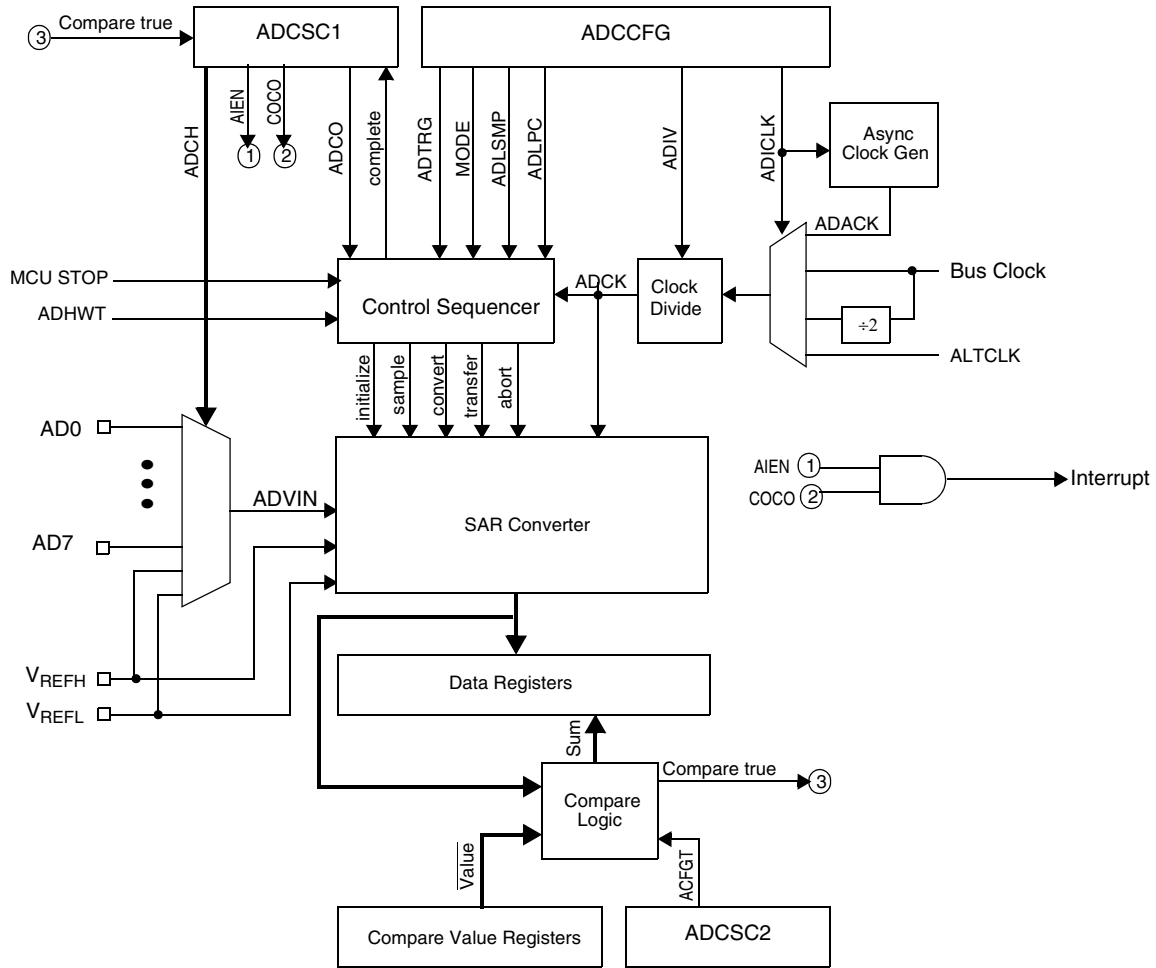 3 Compare true
ADCSC1
ADCCFG
ADCH
AIEN
COCO
1
2
ADCO
complete
ADTRG
MODE
ADLSMP
ADLPC
ADIV
ADICLK
Async
Clock Gen
ADACK
MCU STOP
ADHWT
Control Sequencer
ADCK
Clock
Divide
Bus Clock
÷2
ALTCLK
initialize
sample
convert
transfer
abort
AD0
AD7
ADVIN
SAR Converter
AIEN 1
COCO 2
Interrupt
VREFH
VREFL
Data Registers
Sum
Compare true
3
Compare
Logic
Value
ACFGT
Compare Value Registers
ADCSC2